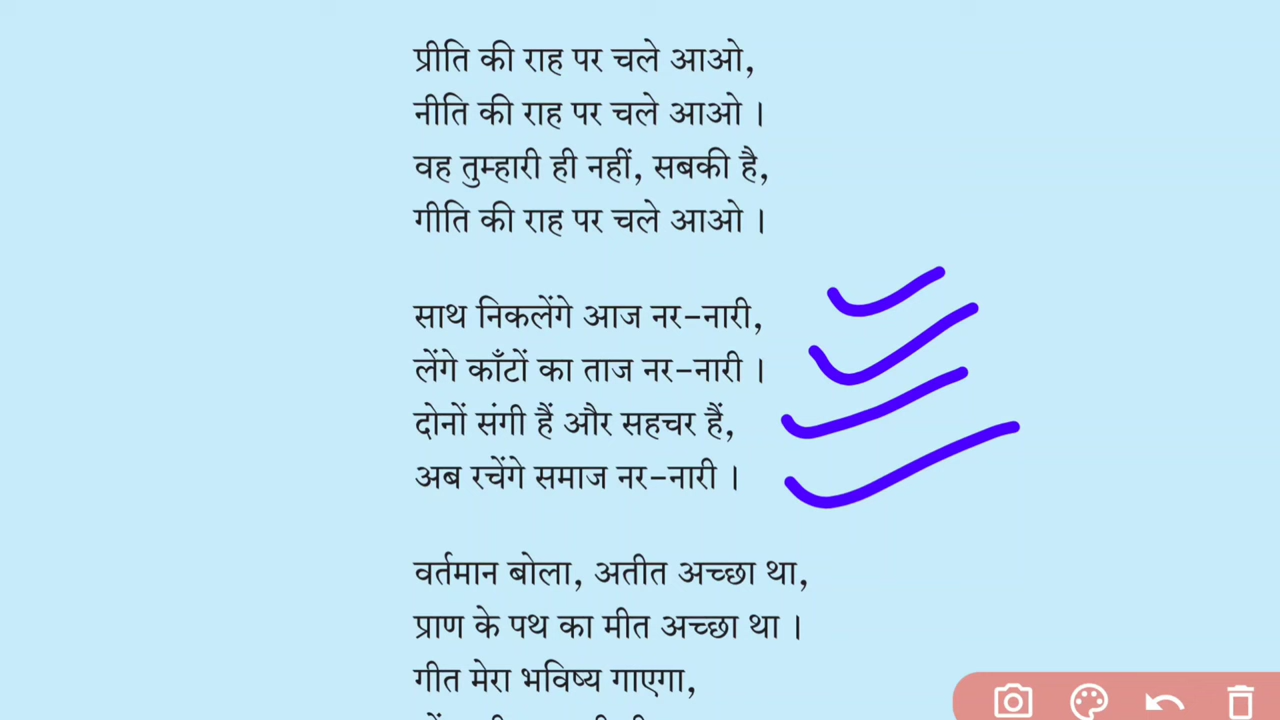 प्रीति की राह पर चले आओ,
नीति की राह पर चले आओ ।
वह तुम्हारी ही नहीं, सबकी है,
गीति की राह पर चले आओ ।
साथ निकलेंगे आज नर-नारी,
लेंगे काँटों का ताज नर-नारी ।
दोनों संगी हैं और सहचर हैं,
अब रचेंगे समाज नर-नारी ।
वर्तमान बोला, अतीत अच्छा था,
प्राण के पथ का मीत अच्छा था ।
गीत मेरा भविष्य गाएगा,